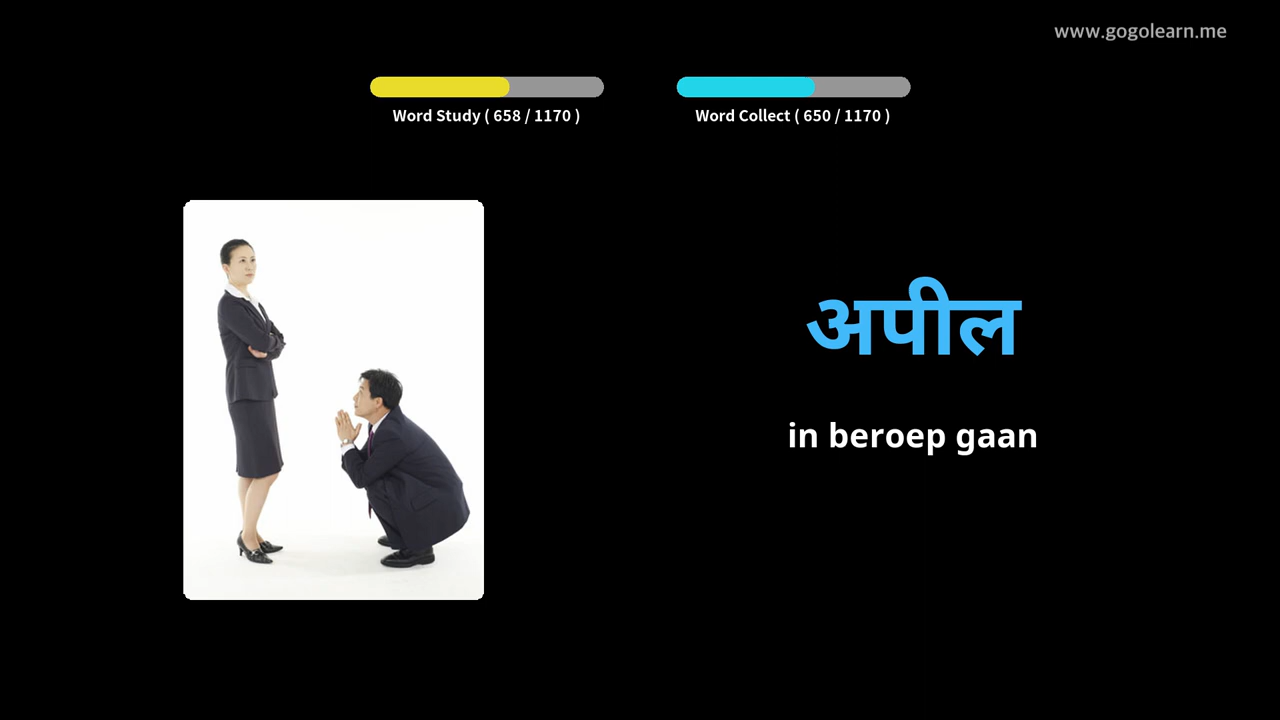 www.gogolearn.me
Word Study ( 658 / 1170 )
Word Collect ( 650 / 1170 )
अपील
in beroep gaan